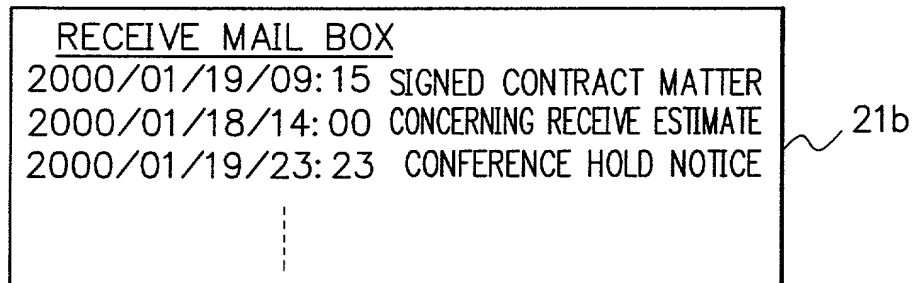 RECEIVE MAIL BOX
2000/01/19/09:15 SIGNED CONTRACT MATTER
2000/01/18/14:00 CONCERNING RECEIVE ESTIMATE
2000/01/19/23:23 CONFERENCE HOLD NOTICE
21b